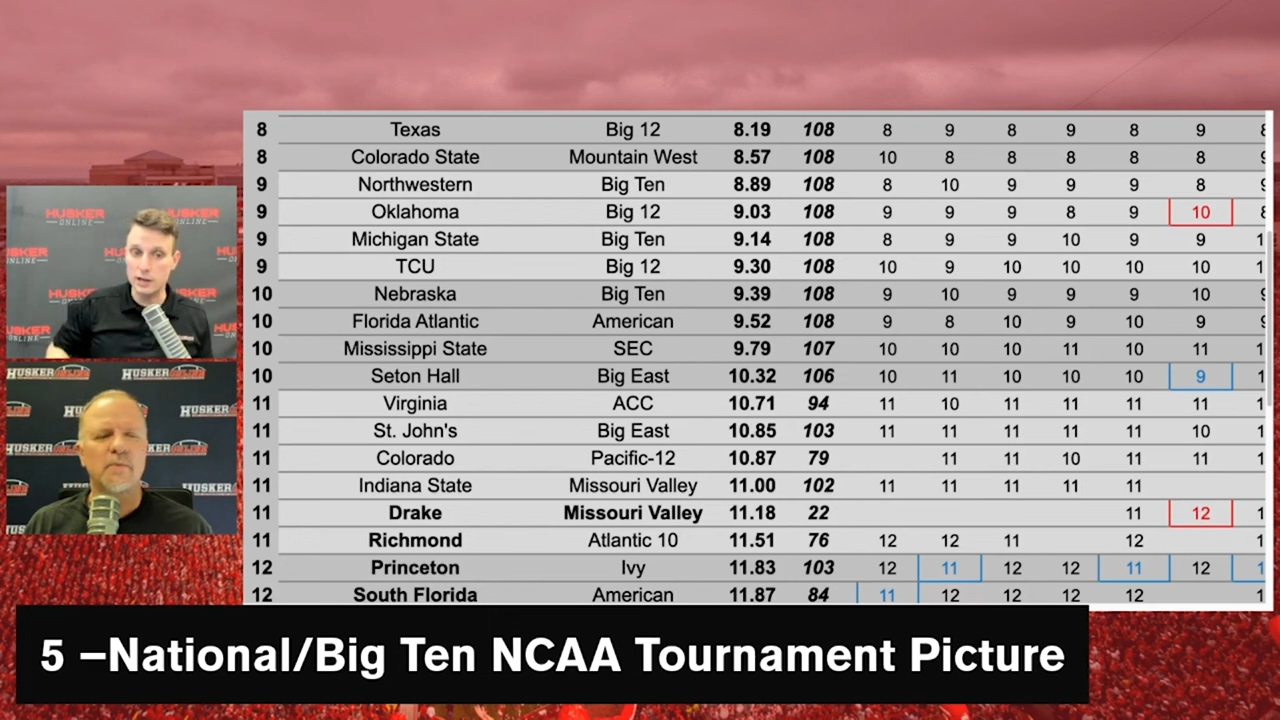 8 Texas Big 12 8.19 108 8 9 8 9 8 9
8 Colorado State Mountain West 8.57 108 10 8 8 8 8 8
9 Northwestern Big Ten 8.89 108 8 10 9 9 9 8
9 Oklahoma Big 12 9.03 108 9 9 9 8 9 10
9 Michigan State Big Ten 9.14 108 8 9 9 10 9 9
9 TCU Big 12 9.30 108 10 9 10 10 10 10
10 Nebraska Big Ten 9.39 108 9 10 9 9 9 10
10 Florida Atlantic American 9.52 108 9 8 10 9 10 9
10 Mississippi State SEC 9.79 107 10 10 10 11 10 11
10 Seton Hall Big East 10.32 106 10 11 10 10 10 9
11 Virginia ACC 10.71 94 11 10 11 11 11 11
11 St. John's Big East 10.85 103 11 11 11 11 11 10
11 Colorado Pacific-12 10.87 79 11 11 10 11 11
11 Indiana State Missouri Valley 11.00 102 11 11 11 11 11
11 Drake Missouri Valley 11.18 22 11 12
11 Richmond Atlantic 10 11.51 76 12 12 11 12
12 Princeton Ivy 11.83 103 12 11 12 12 11 12
12 South Florida American 11.87 84 11 12 12 12 12
HUSKER
ONLINE
HUSKERONLINE
5 –National/Big Ten NCAA Tournament Picture